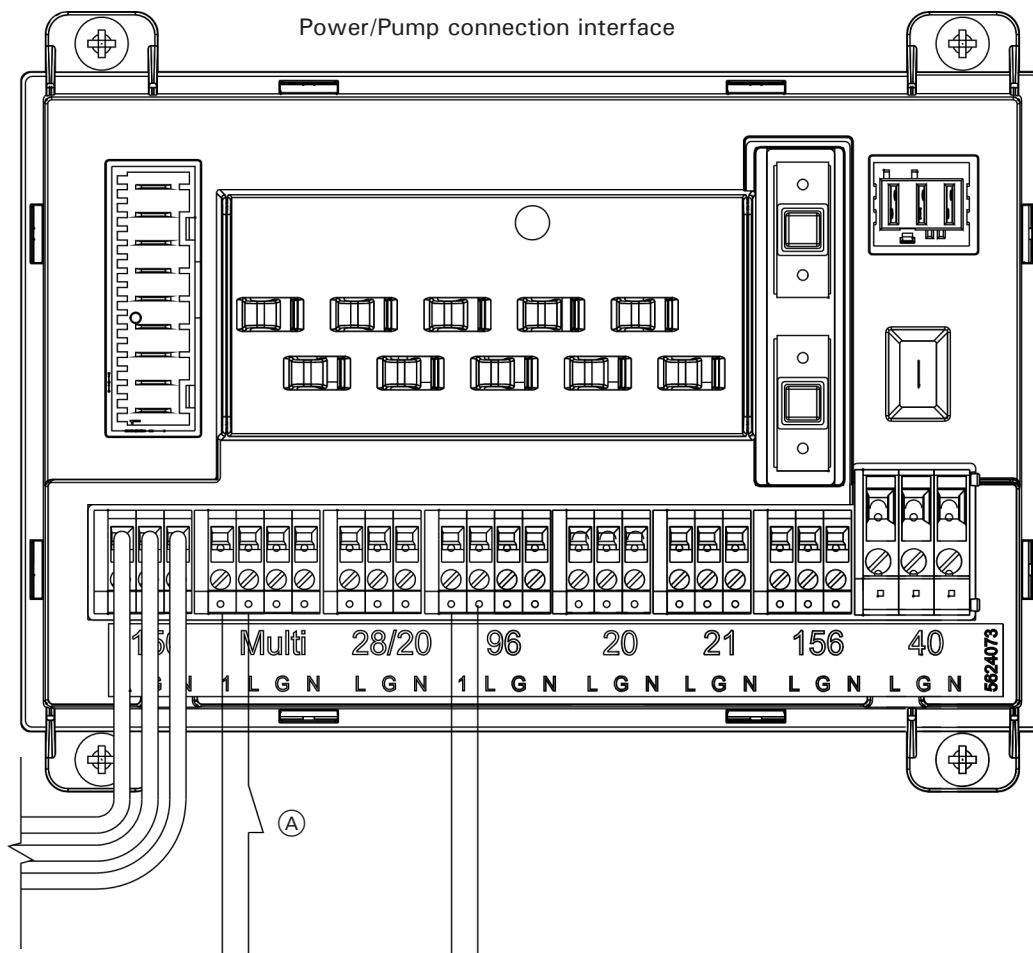 Power/Pump connection interface
Multi 28/20 96 20 21 156 40
1 L G N L G N 1 L G N L G N L G N L G N L G N
5624073
A